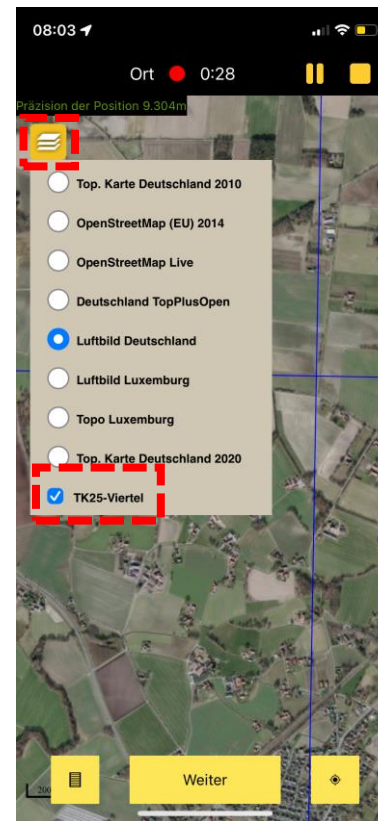 08:03
Ort 0:28
Präzision der Position 9.304m
Top. Karte Deutschland 2010
OpenStreetMap (EU) 2014
OpenStreetMap Live
Deutschland TopPlusOpen
Luftbild Deutschland
Luftbild Luxemburg
Topo Luxemburg
Top. Karte Deutschland 2020
TK25-Viertel
Weiter